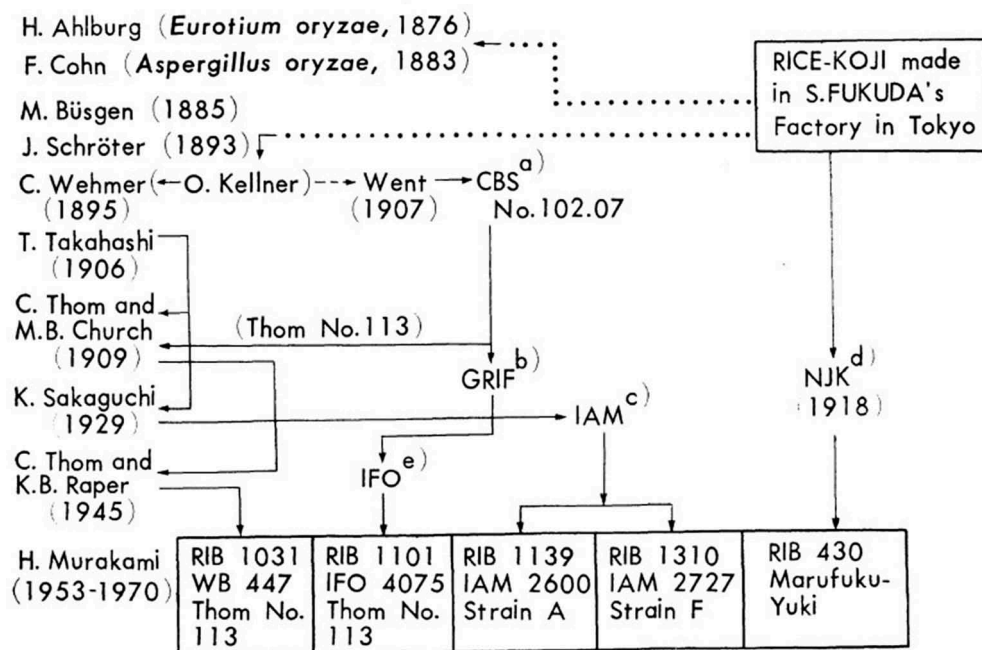 H. Ahlburg (Eurotium oryzae, 1876)
F. Cohn (Aspergillus oryzae, 1883)
M. Büsgen (1885)
J. Schröter (1893)
C. Wehmer (← O. Kellner) --→ Went → CBS a)
(1895)
(1907)
No.102.07
T. Takahashi
(1906)
C. Thom and
M.B. Church
(1909)
(Thom No.113)
GRIF b)
K. Sakaguchi
(1929)
IAM c)
C. Thom and
K.B. Raper
(1945)
IFO e)
RICE-KOJI made
in S.FUKUDA's
Factory in Tokyo
NJK d)
(1918)
H. Murakami
(1953-1970)
RIB 1031
WB 447
Thom No.
113
RIB 1101
IFO 4075
Thom No.
113
RIB 1139
IAM 2600
Strain A
RIB 1310
IAM 2727
Strain F
RIB 430
Marufuku-
Yuki